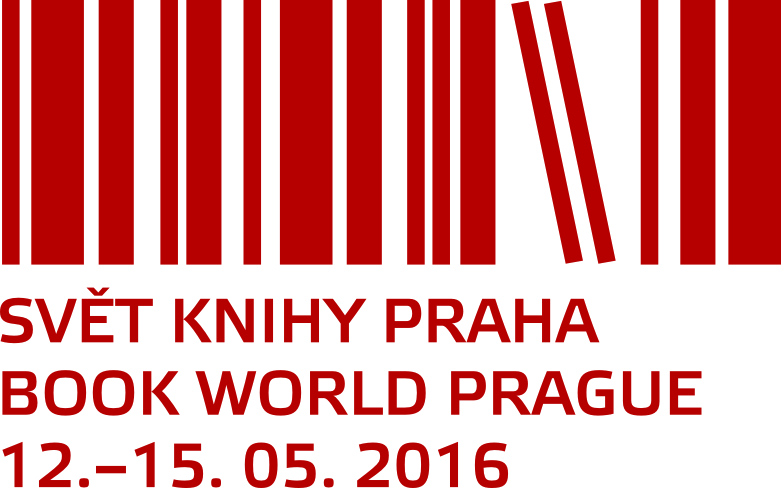 SVĚT KNIHY PRAHA
BOOK WORLD PRAGUE
12.–15. 05. 2016